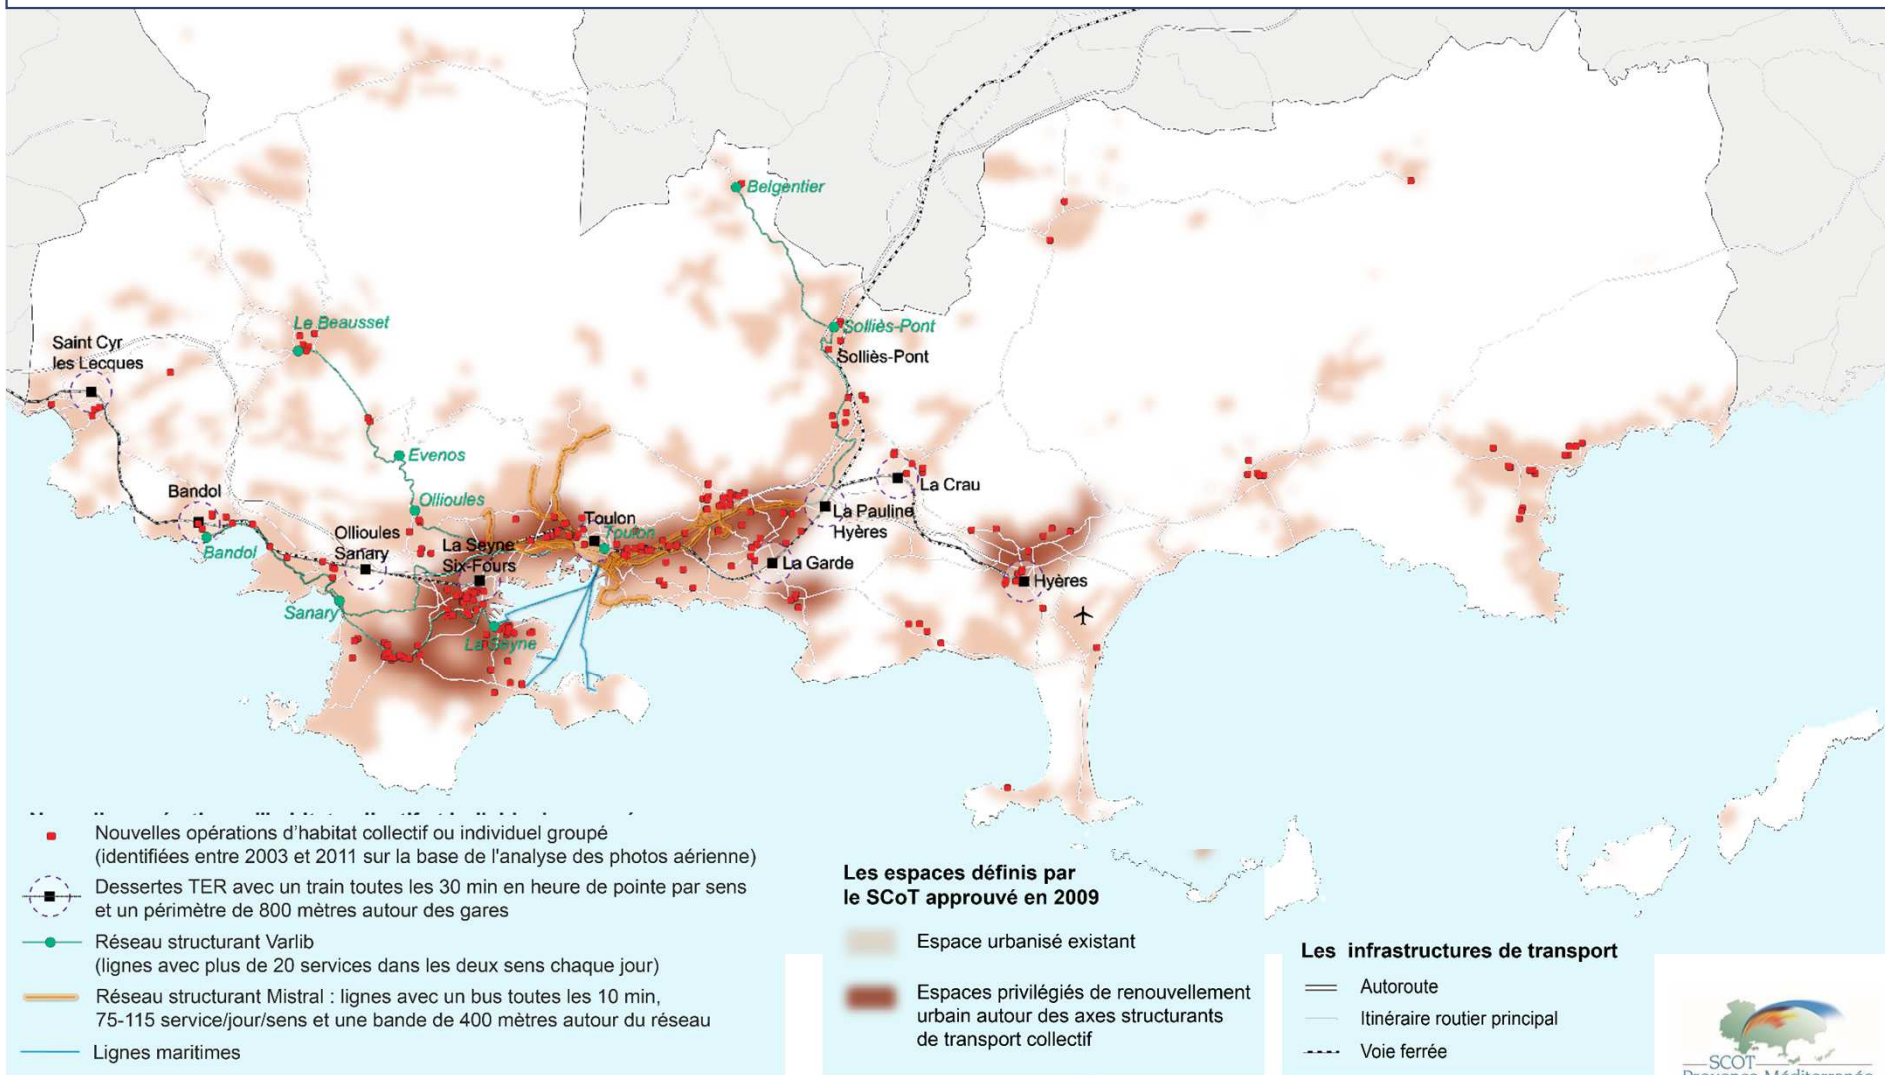 Belgentier
Solliès-Pont
Solliès-Pont
Le Beausset
Saint Cyr
les Lecques
Evenos
Ollioules
Bandol
Bandol
Ollioules
Sanary
La Seyne
Six-Fours
Toulon
Toulon
La Crau
La Pauline
Hyères
La Garde
Hyères
Sanary
La Seyne
Nouvelles opérations d’habitat collectif ou individuel groupé
(identifiées entre 2003 et 2011 sur la base de l'analyse des photos aérienne)
Dessertes TER avec un train toutes les 30 min en heure de pointe par sens
et un périmètre de 800 mètres autour des gares
Réseau structurant Varlib
(lignes avec plus de 20 services dans les deux sens chaque jour)
Réseau structurant Mistral : lignes avec un bus toutes les 10 min,
75-115 service/jour/sens et une bande de 400 mètres autour du réseau
Lignes maritimes
Les espaces définis par
le SCoT approuvé en 2009
Espace urbanisé existant
Espaces privilégiés de renouvellement
urbain autour des axes structurants
de transport collectif
Les infrastructures de transport
Autoroute
Itinéraire routier principal
Voie ferrée
SCOT
Provence Méditerranée